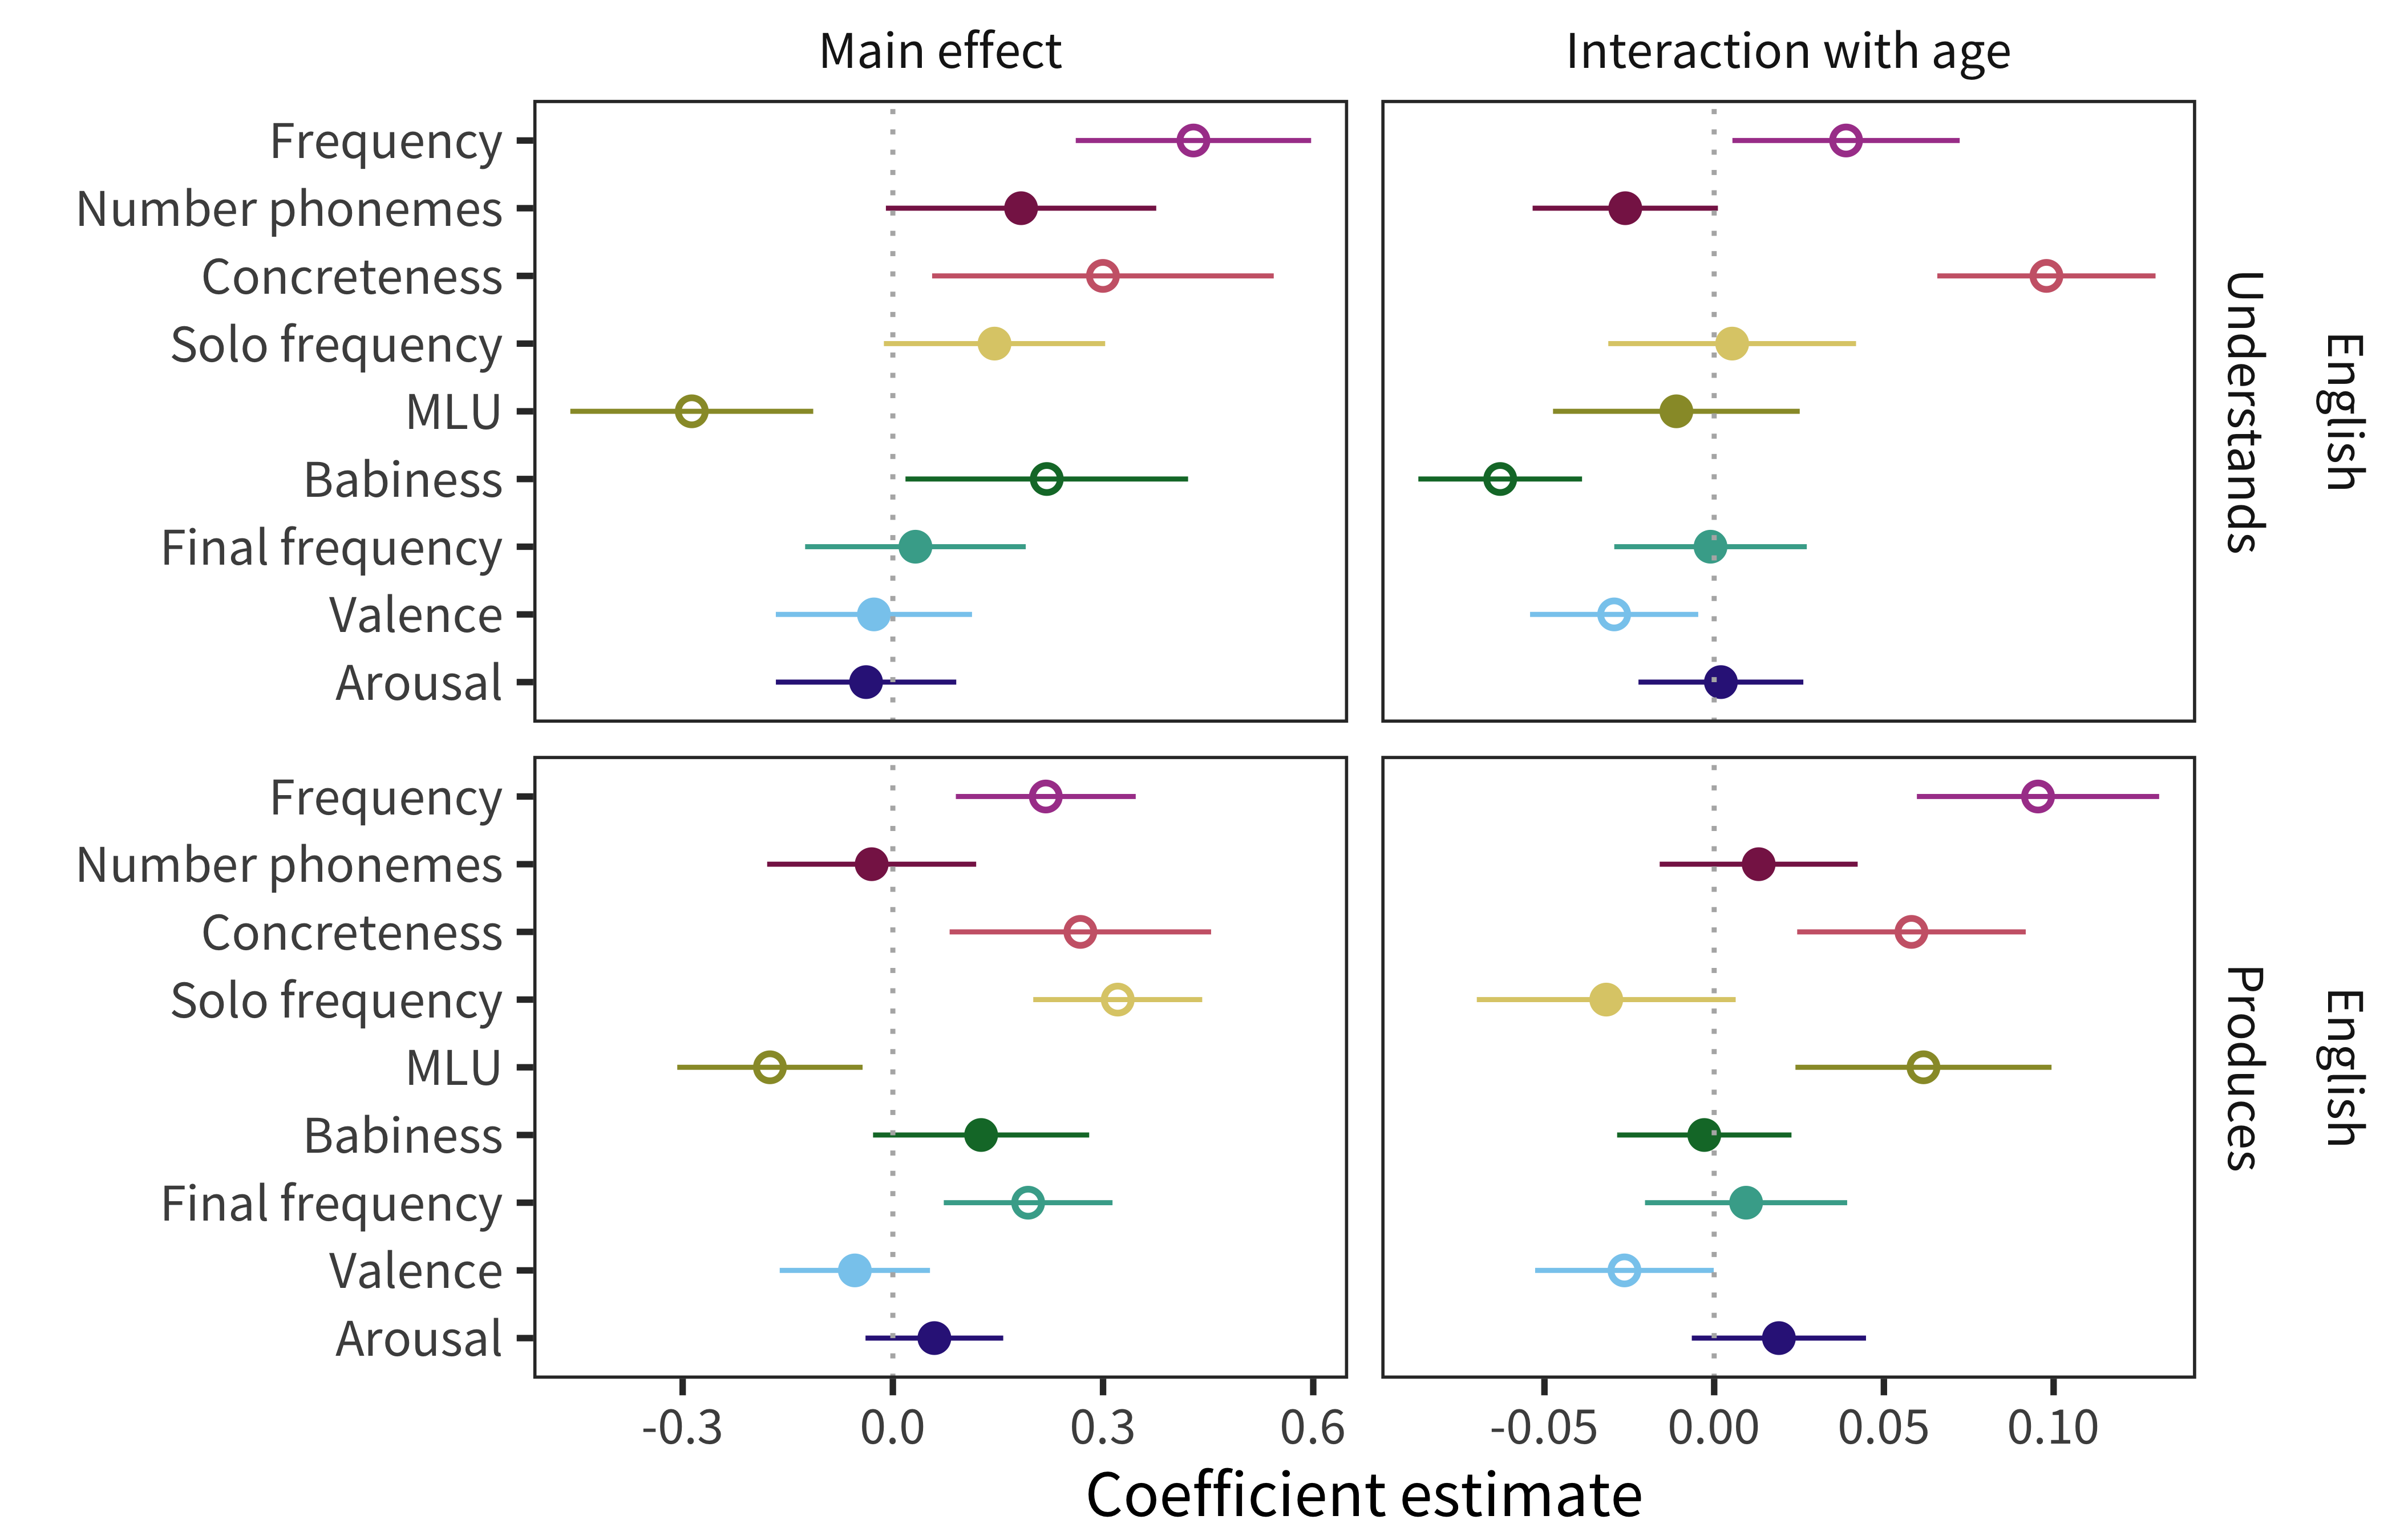 Main effect
Interaction with age
Frequency
Number phonemes
Concreteness
Solo frequency
MLU
Babiness
Final frequency
Valence
Arousal
English
Understands
Frequency
Number phonemes
Concreteness
Solo frequency
MLU
Babiness
Final frequency
Valence
Arousal
English
Produces
-0.3 0.0 0.3 0.6
-0.05 0.00 0.05 0.10
Coefficient estimate